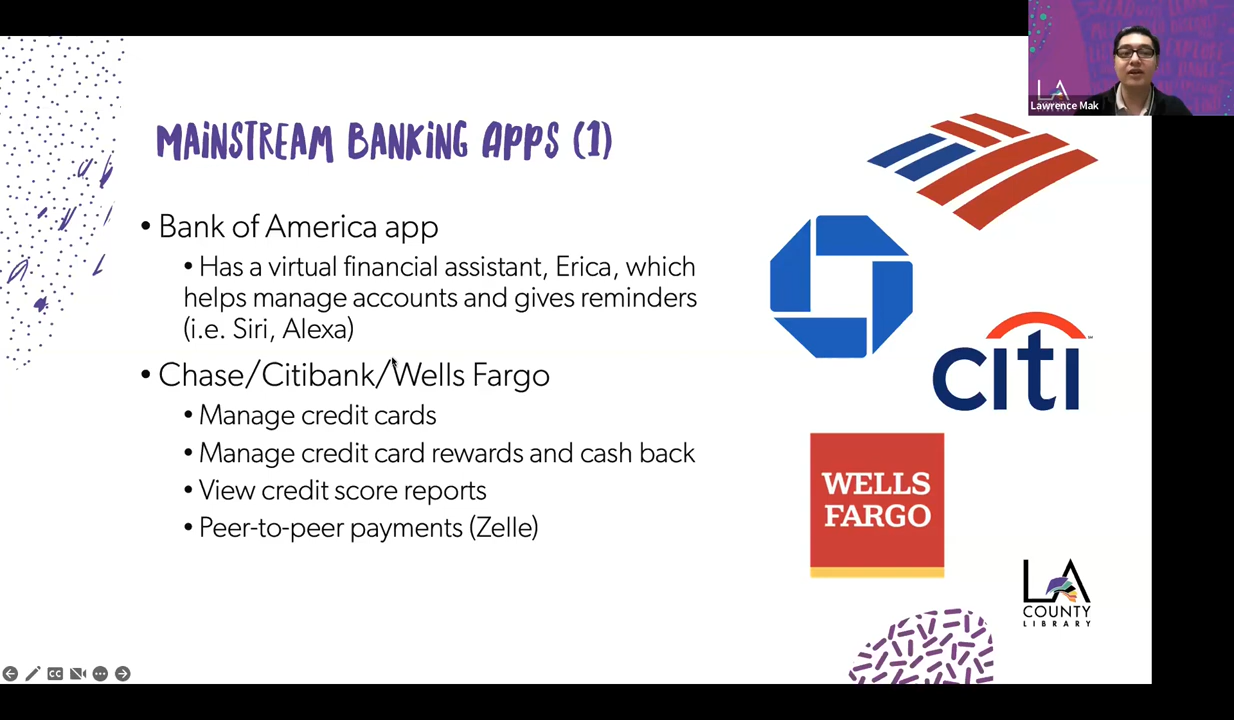 LA
Lawrence Mak
MAINSTREAM BANKING APPS (1)
• Bank of America app
• Has a virtual financial assistant, Erica, which
helps manage accounts and gives reminders
(i.e. Siri, Alexa)
• Chase/Citibank/Wells Fargo
• Manage credit cards
• Manage credit card rewards and cash back
• View credit score reports
• Peer-to-peer payments (Zelle)
citi
WELLS
FARGO
LA
COUNTY
LIBRARY
CC